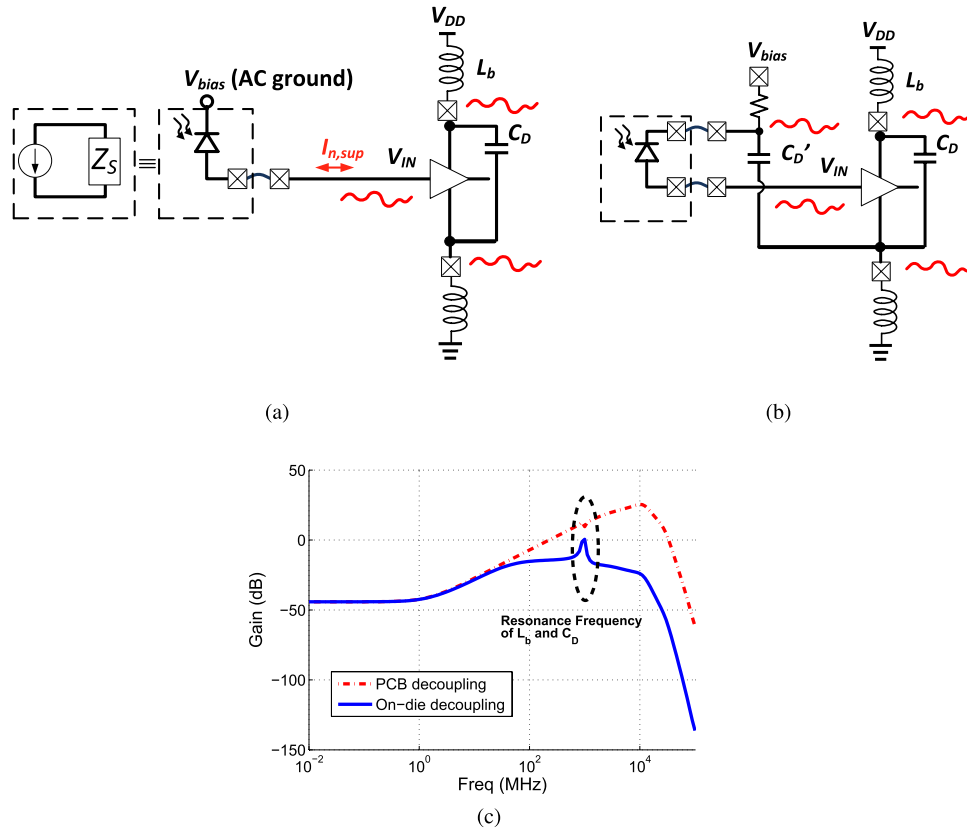 V_DD
L_b
V_bias (AC ground)
Z_S
≡
I_n,sup
V_IN
C_D
(a)
V_DD
V_bias
L_b
C_D'
V_IN
C_D
(b)
50
0
−50
−100
−150
Gain (dB)
Resonance Frequency
of L_b and C_D
PCB decoupling
On−die decoupling
10^−2
10^0
10^2
10^4
Freq (MHz)
(c)